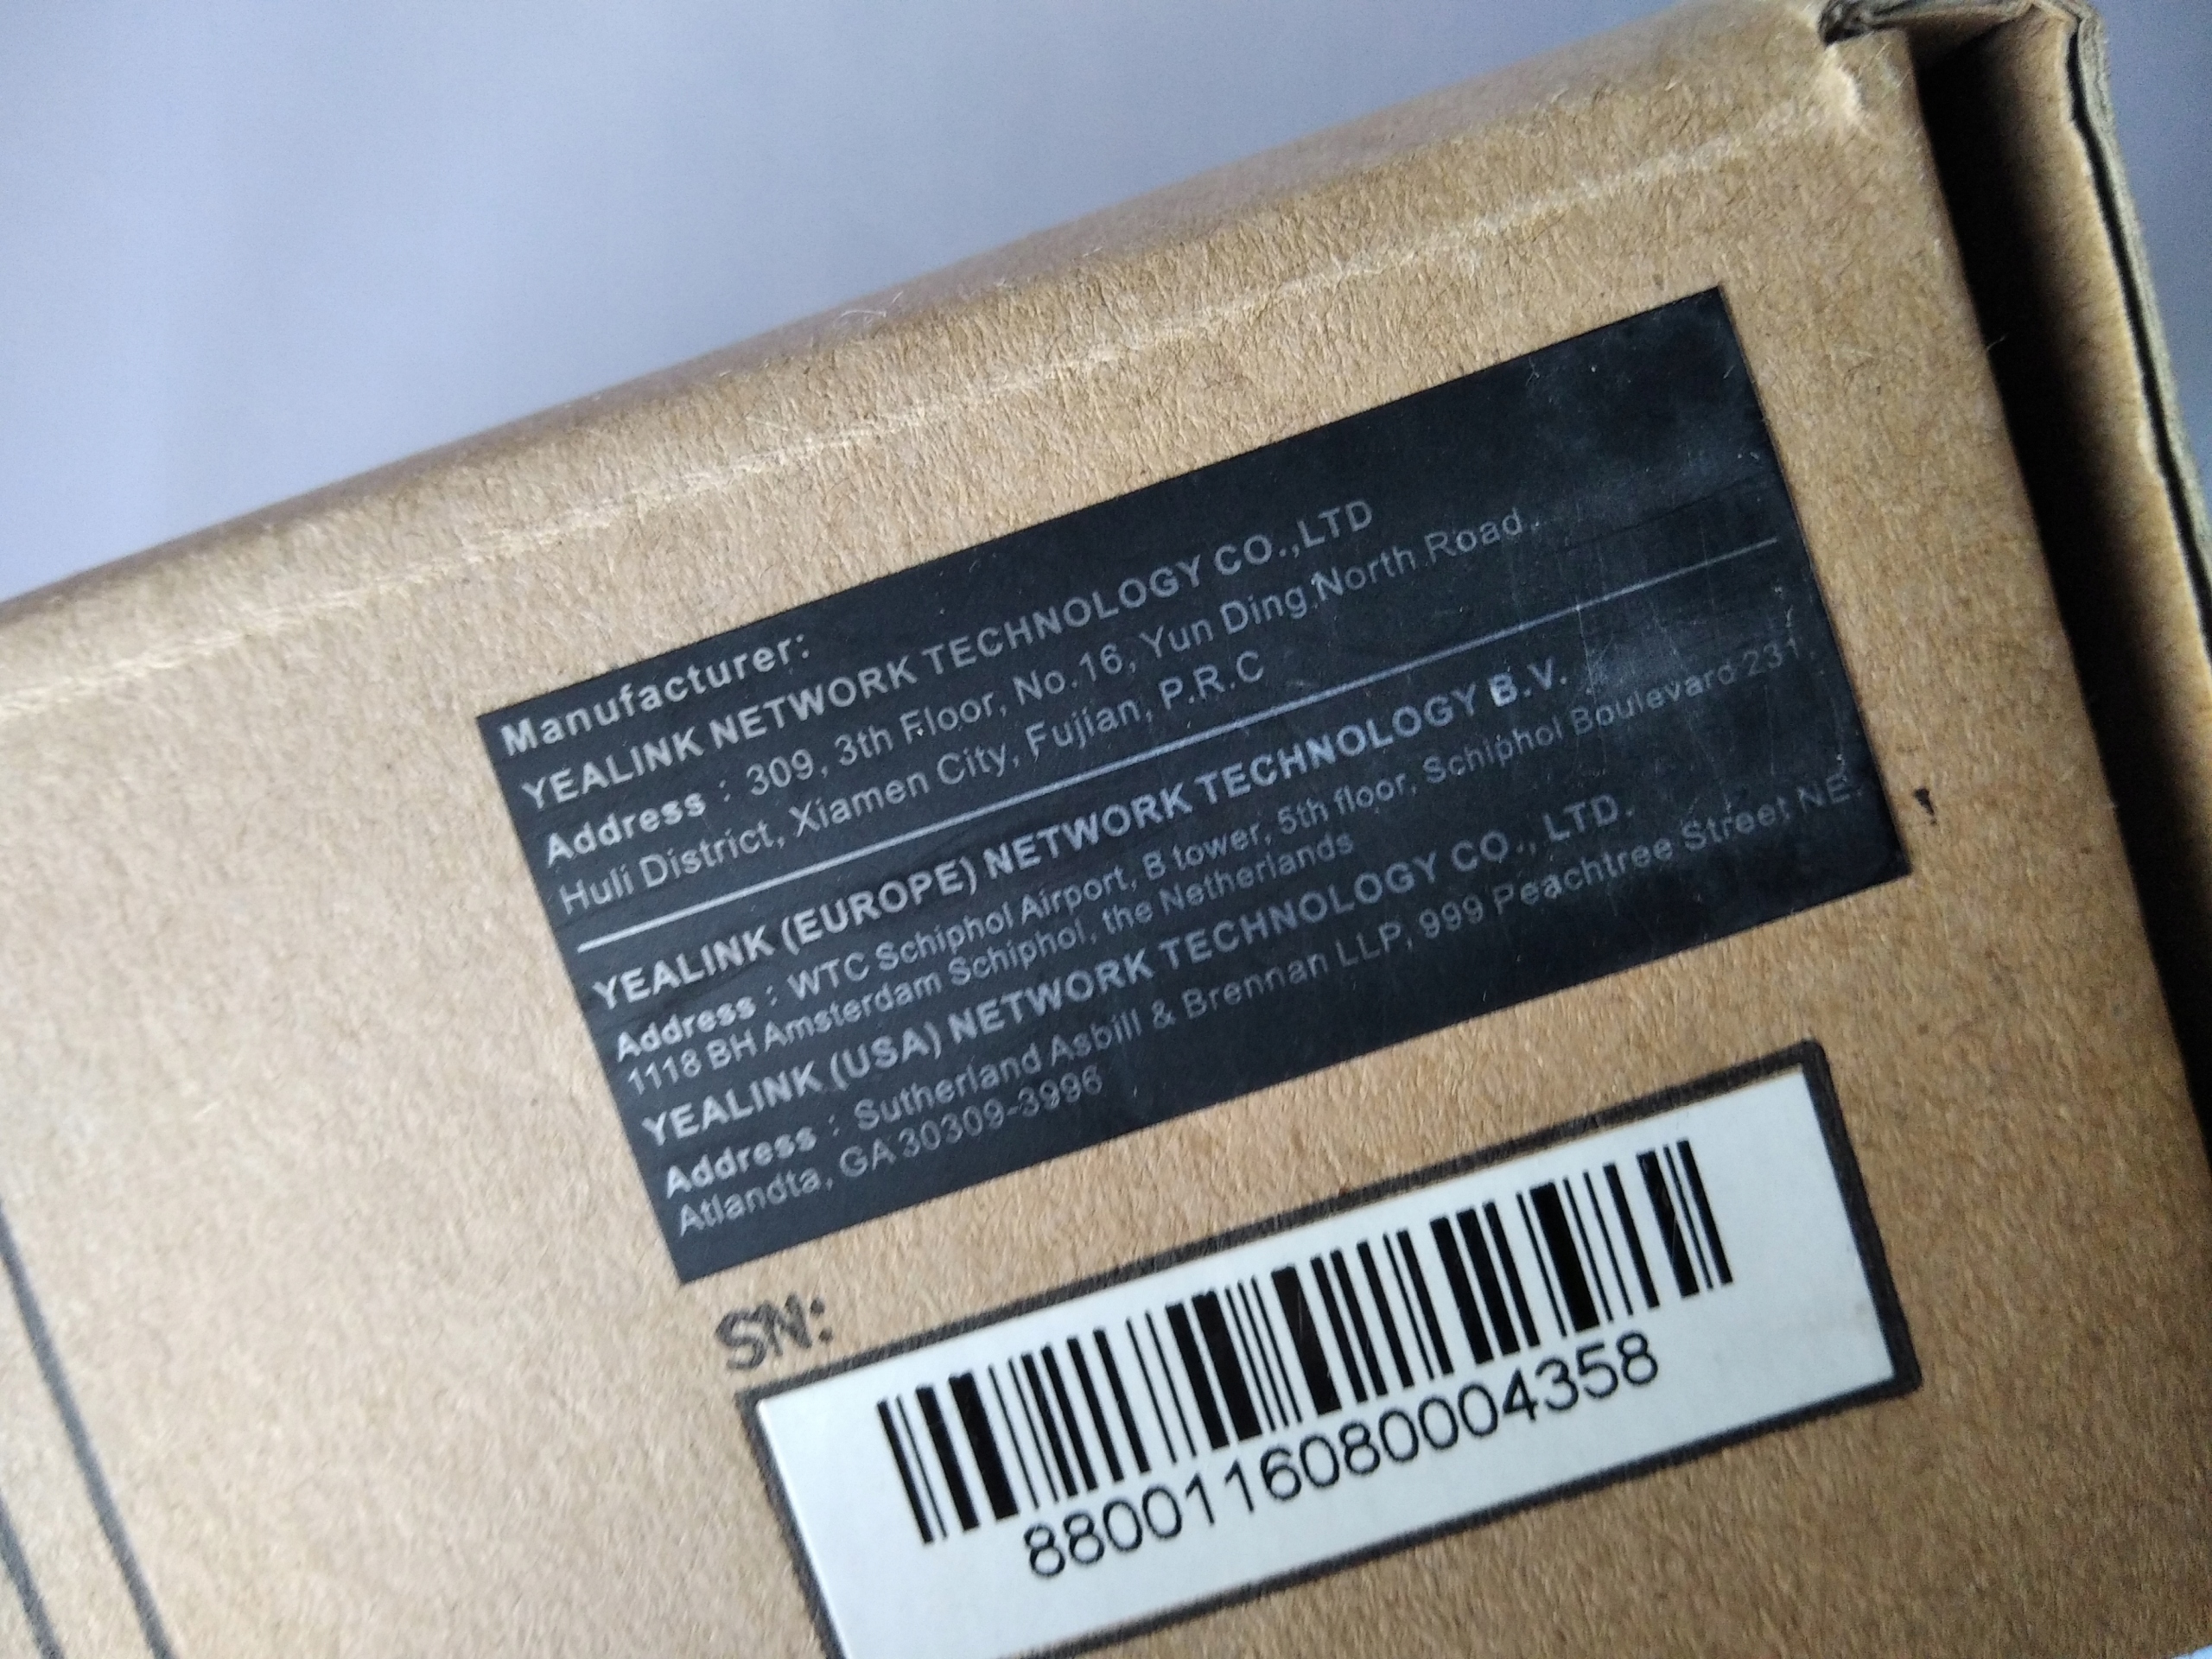 Manufacturer:
YEALINK NETWORK TECHNOLOGY CO.,LTD
Address : 309, 3th Floor, No.16, Yun Ding North Road,
Huli District, Xiamen City, Fujian, P.R.C
YEALINK (EUROPE) NETWORK TECHNOLOGY B.V.
Address : WTC Schiphol Airport, B tower, 5th floor, Schiphol Boulevard 231,
1118 BH Amsterdam Schiphol, the Netherlands
YEALINK (USA) NETWORK TECHNOLOGY CO., LTD.
Address : Sutherland Asbill & Brennan LLP, 999 Peachtree Street NE,
Atlandta, GA 30309-3996
SN:
8800116080004358